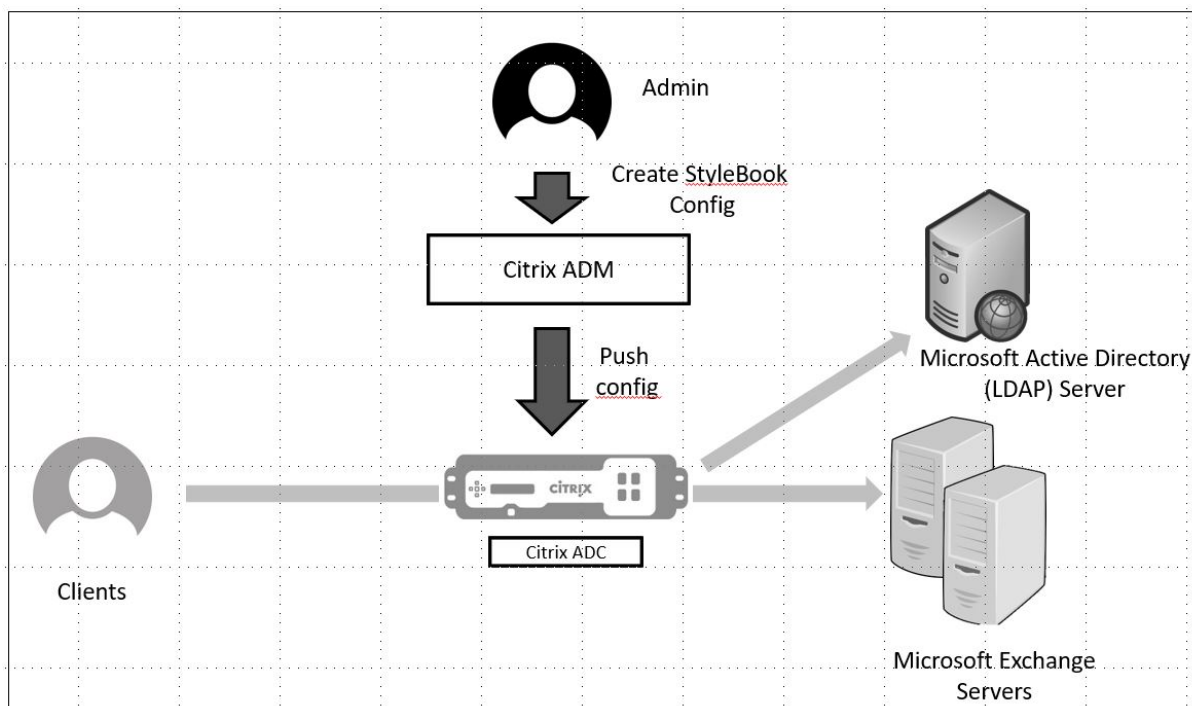 Admin
Create StyleBook
Config
Citrix ADM
Push
config
Microsoft Active Directory
(LDAP) Server
CITRIX
Citrix ADC
Clients
Microsoft Exchange
Servers